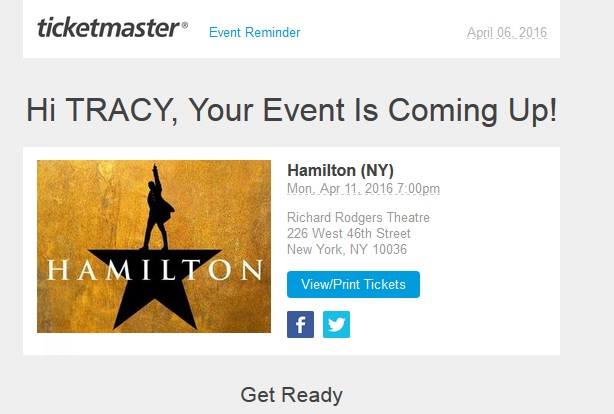 ticketmaster® Event Reminder April 06, 2016
Hi TRACY, Your Event Is Coming Up!
HAMILTON
Hamilton (NY)
Mon, Apr 11, 2016 7:00pm
Richard Rodgers Theatre
226 West 46th Street
New York, NY 10036
View/Print Tickets
Get Ready